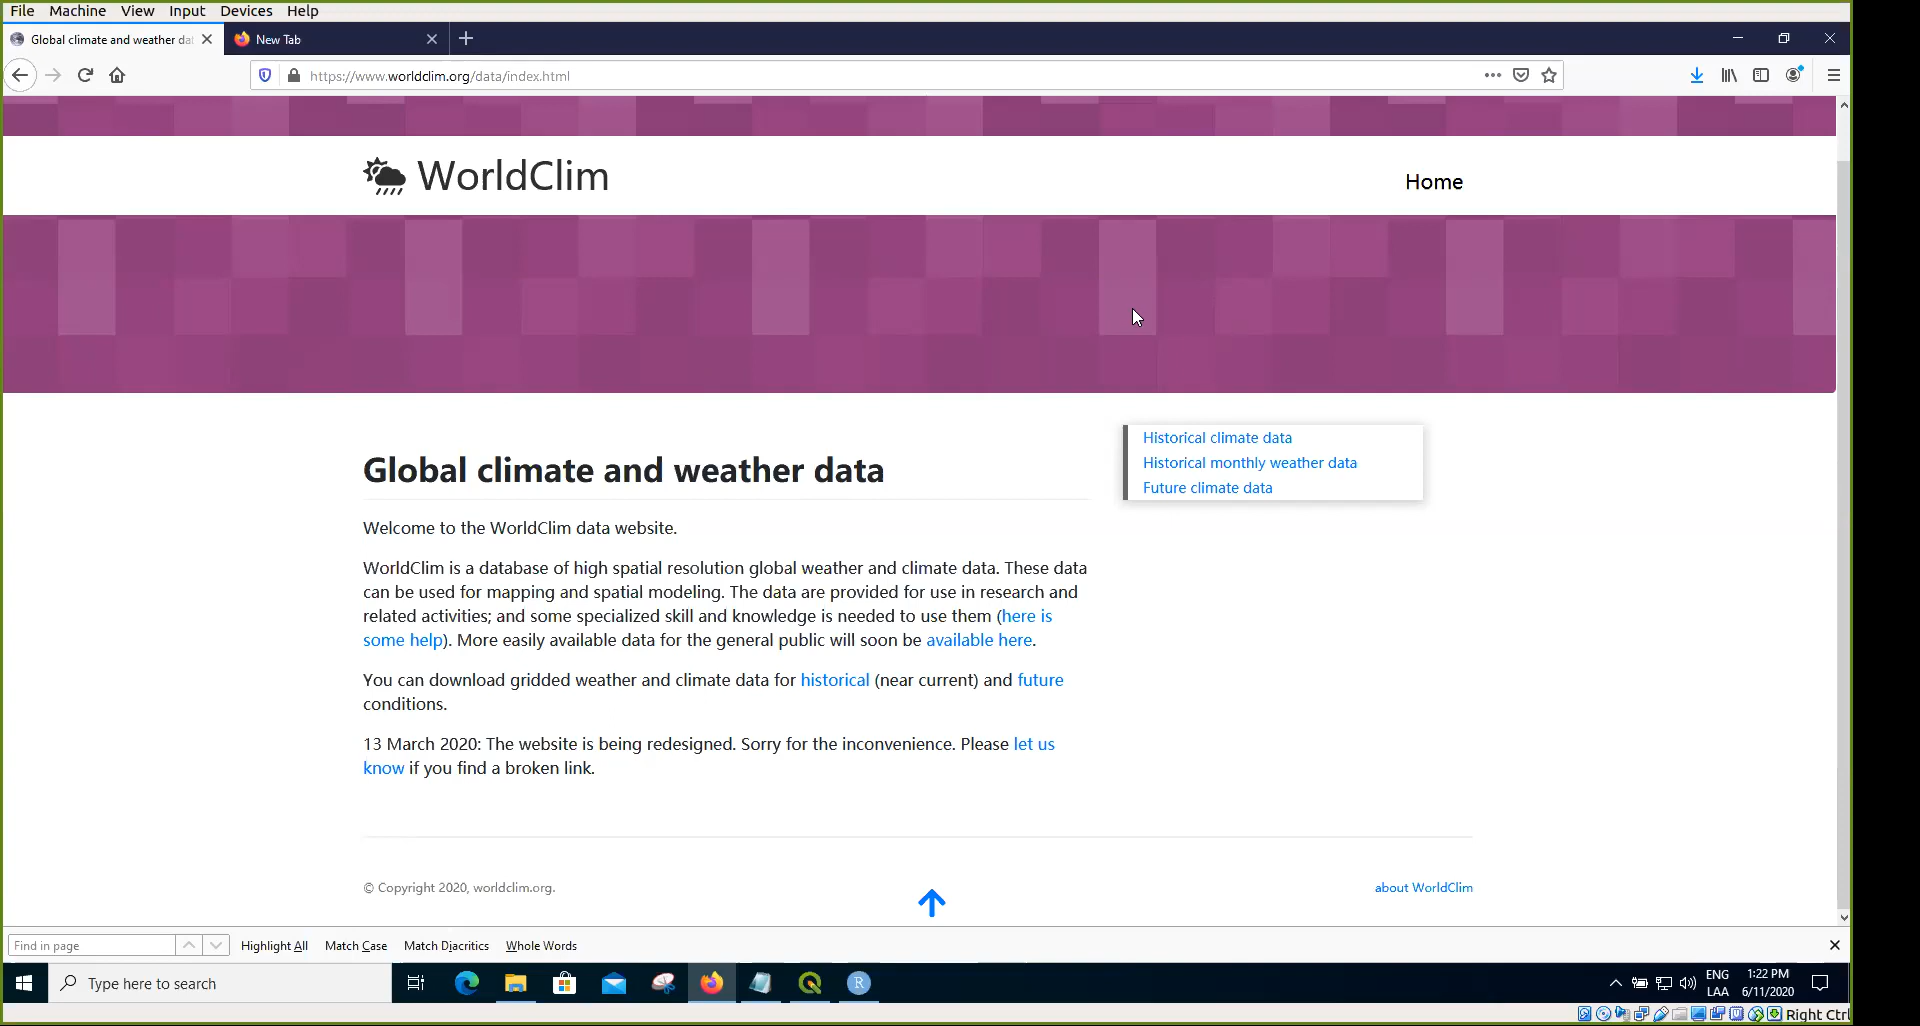 File Machine View Input Devices Help
Global climate and weather dat
New Tab
https://www.worldclim.org/data/index.html
WorldClim
Home
Historical climate data
Historical monthly weather data
Future climate data
Global climate and weather data
Welcome to the WorldClim data website.
WorldClim is a database of high spatial resolution global weather and climate data. These data
can be used for mapping and spatial modeling. The data are provided for use in research and
related activities; and some specialized skill and knowledge is needed to use them (here is
some help). More easily available data for the general public will soon be available here.
You can download gridded weather and climate data for historical (near current) and future
conditions.
13 March 2020: The website is being redesigned. Sorry for the inconvenience. Please let us
know if you find a broken link.
© Copyright 2020, worldclim.org.
about WorldClim
Find in page
Highlight All Match Case Match Diacritics Whole Words
Type here to search
R
ENG
LAA
1:22 PM
6/11/2020
Right Ctrl